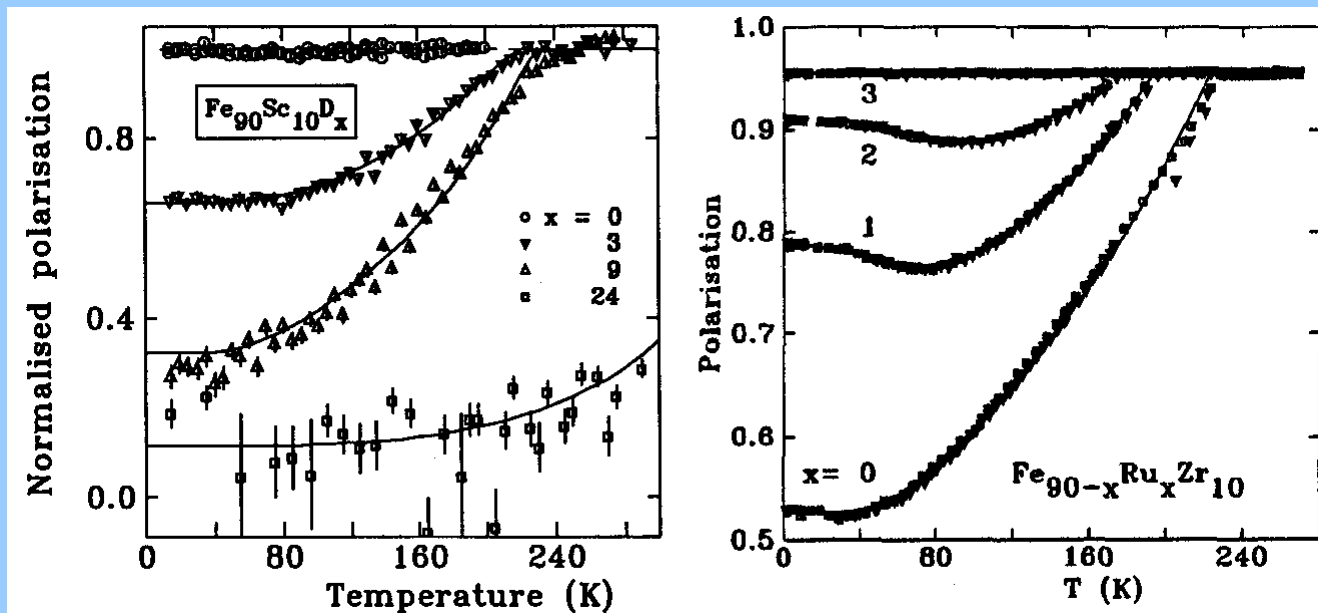 Normalised polarisation
0.8
0.4
0.0
Fe90Sc10Dx
x = 0
3
9
24
0 80 160 240
Temperature (K)
Polarisation
1.0
0.9
0.8
0.7
0.6
0.5
3
2
1
x= 0
Fe90-xRuxZr10
0 80 160 240
T (K)